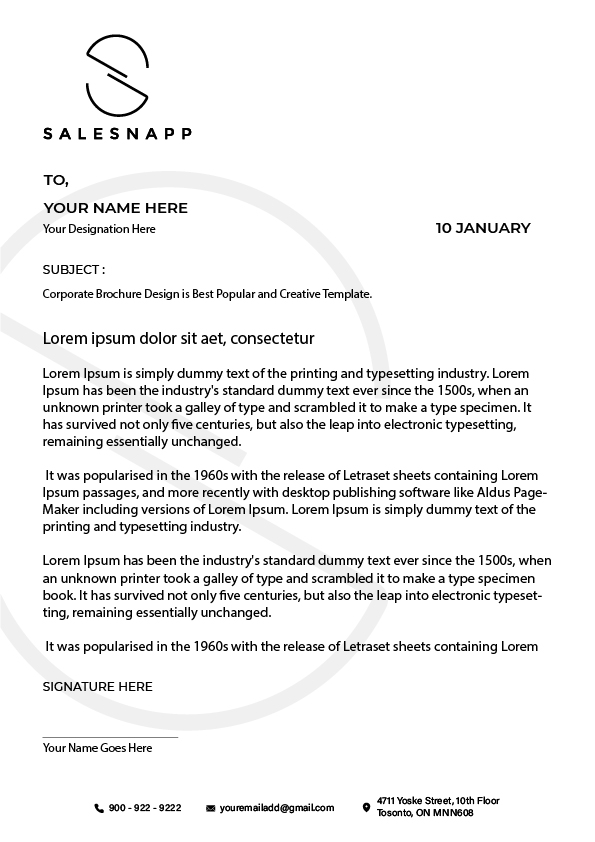 SALESNAPP
TO,
YOUR NAME HERE
Your Designation Here
10 JANUARY
SUBJECT :
Corporate Brochure Design is Best Popular and Creative Template.
Lorem ipsum dolor sit aet, consectetur
Lorem Ipsum is simply dummy text of the printing and typesetting industry. Lorem
Ipsum has been the industry's standard dummy text ever since the 1500s, when an
unknown printer took a galley of type and scrambled it to make a type specimen. It
has survived not only five centuries, but also the leap into electronic typesetting,
remaining essentially unchanged.
It was popularised in the 1960s with the release of Letraset sheets containing Lorem
Ipsum passages, and more recently with desktop publishing software like Aldus Page-
Maker including versions of Lorem Ipsum. Lorem Ipsum is simply dummy text of the
printing and typesetting industry.
Lorem Ipsum has been the industry's standard dummy text ever since the 1500s, when
an unknown printer took a galley of type and scrambled it to make a type specimen
book. It has survived not only five centuries, but also the leap into electronic typeset-
ting, remaining essentially unchanged.
It was popularised in the 1960s with the release of Letraset sheets containing Lorem
SIGNATURE HERE
Your Name Goes Here
900 - 922 - 9222
youremailadd@gmail.com
4711 Yoske Street, 10th Floor
Tosonto, ON MNN608